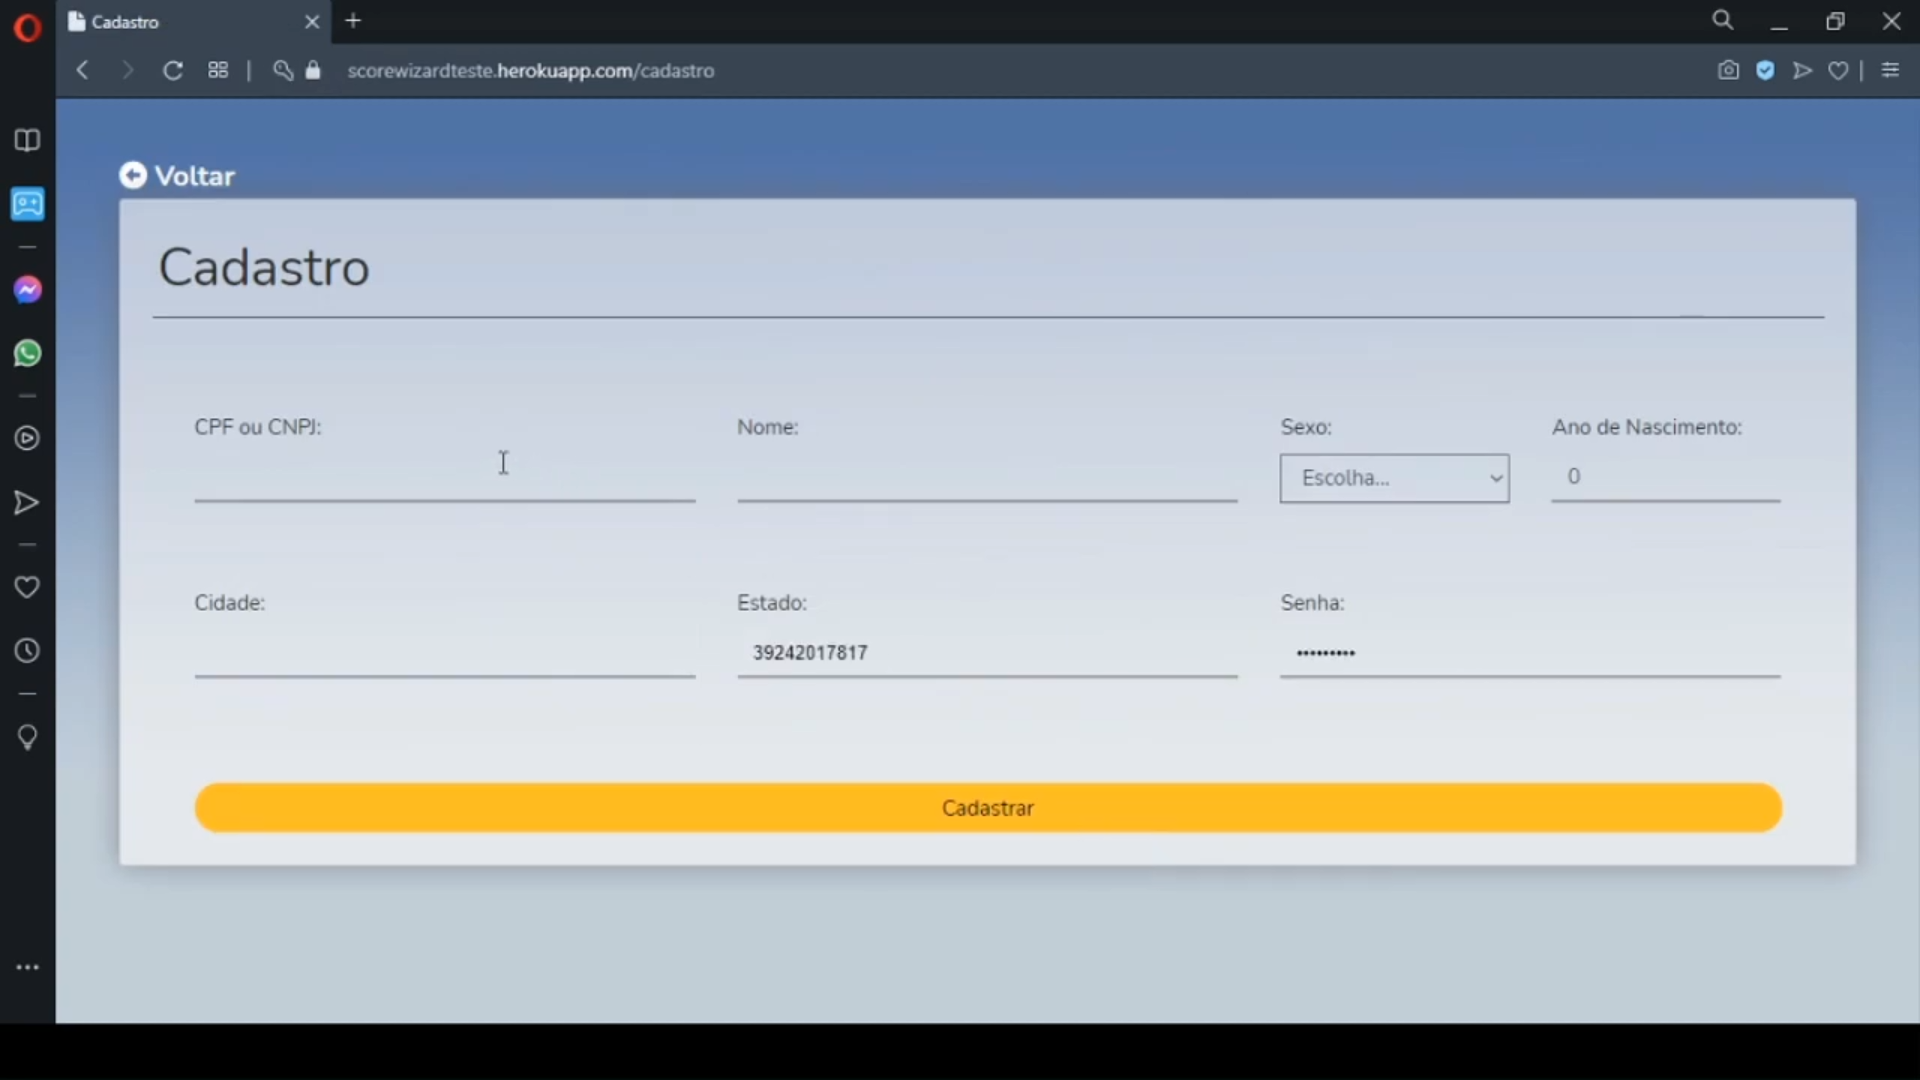 Cadastro
scorewizardteste.herokuapp.com/cadastro
Voltar
Cadastro
CPF ou CNPJ:
Nome:
Sexo:
Ano de Nascimento:
Escolha...
0
Cidade:
Estado:
Senha:
39242017817
•••••••••
Cadastrar